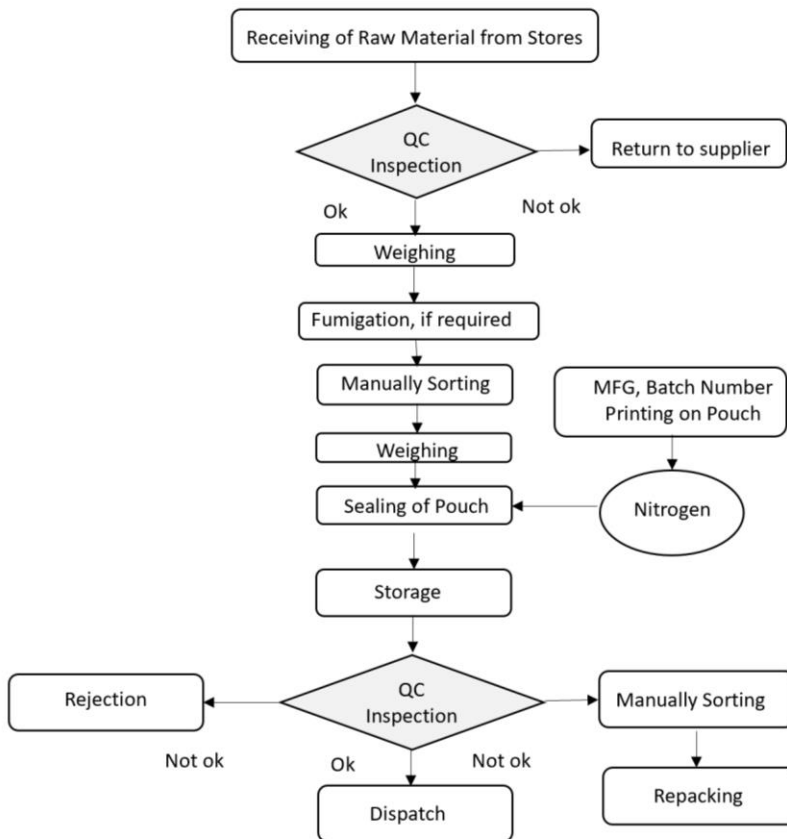 Receiving of Raw Material from Stores
QC
Inspection
Return to supplier
Ok
Not ok
Weighing
Fumigation, if required
Manually Sorting
MFG, Batch Number
Printing on Pouch
Weighing
Sealing of Pouch
Nitrogen
Storage
Rejection
QC
Inspection
Manually Sorting
Not ok
Ok
Not ok
Dispatch
Repacking